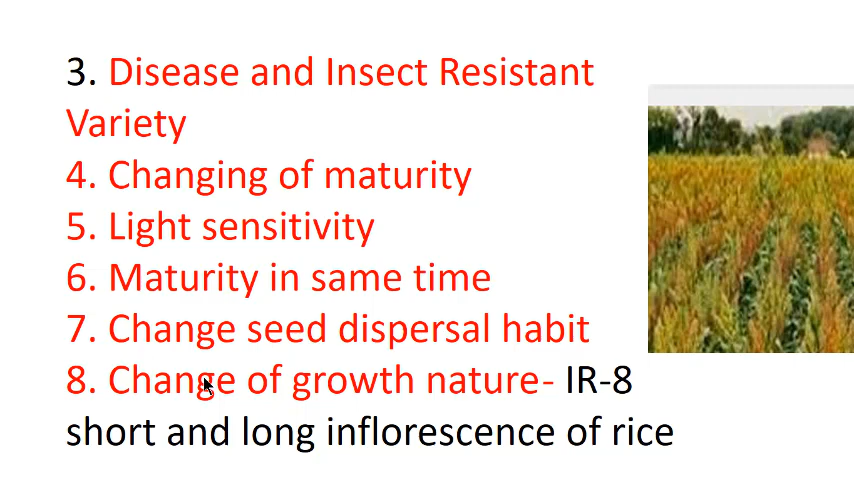 3. Disease and Insect Resistant
Variety
4. Changing of maturity
5. Light sensitivity
6. Maturity in same time
7. Change seed dispersal habit
8. Change of growth nature- IR-8
short and long inflorescence of rice